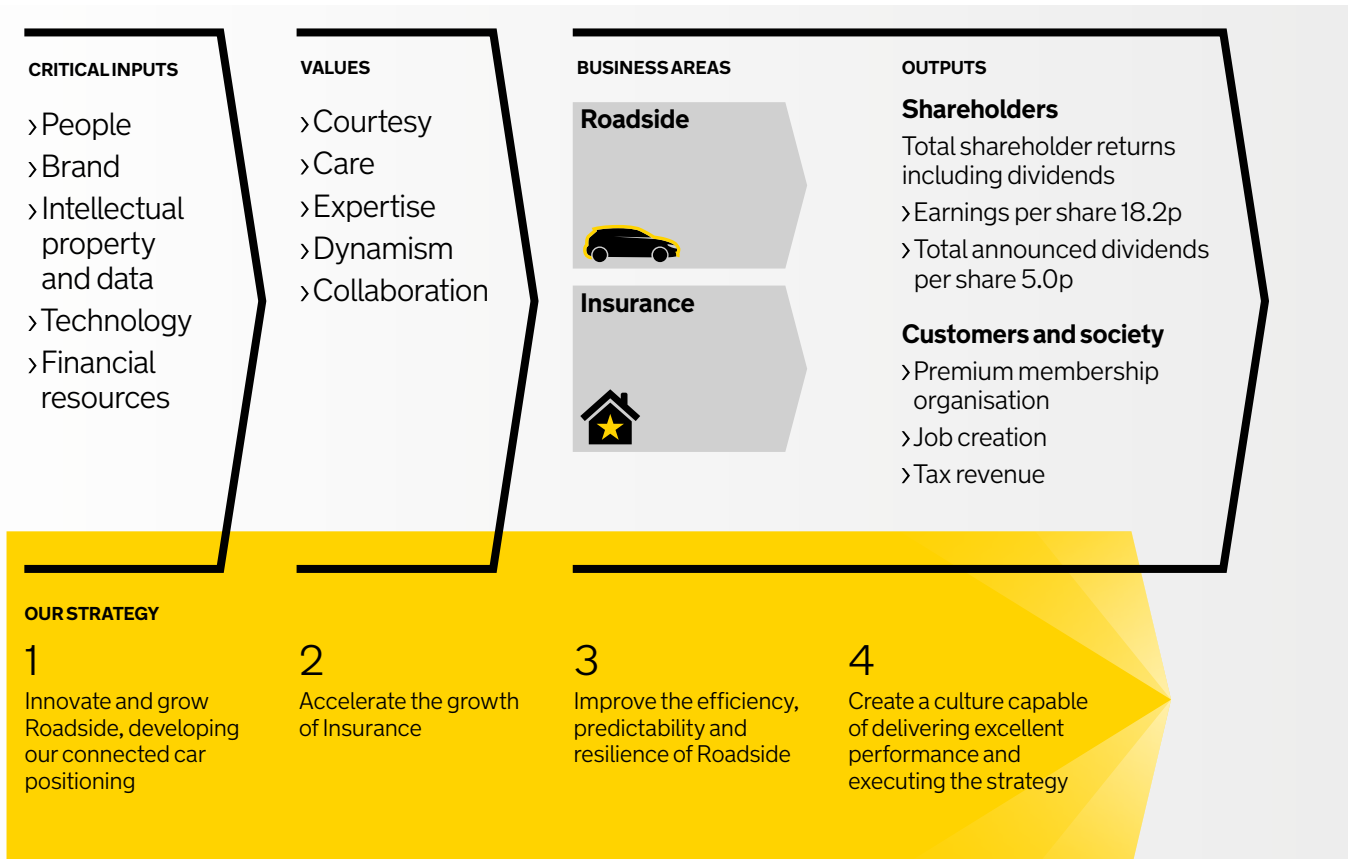 CRITICAL INPUTS
› People
› Brand
› Intellectual
property
and data
› Technology
› Financial
resources
VALUES
› Courtesy
› Care
› Expertise
› Dynamism
› Collaboration
BUSINESS AREAS
Roadside
Insurance
OUTPUTS
Shareholders
Total shareholder returns
including dividends
› Earnings per share 18.2p
› Total announced dividends
per share 5.0p
Customers and society
› Premium membership
organisation
› Job creation
› Tax revenue
OUR STRATEGY
1
Innovate and grow
Roadside, developing
our connected car
positioning
2
Accelerate the growth
of Insurance
3
Improve the efficiency,
predictability and
resilience of Roadside
4
Create a culture capable
of delivering excellent
performance and
executing the strategy